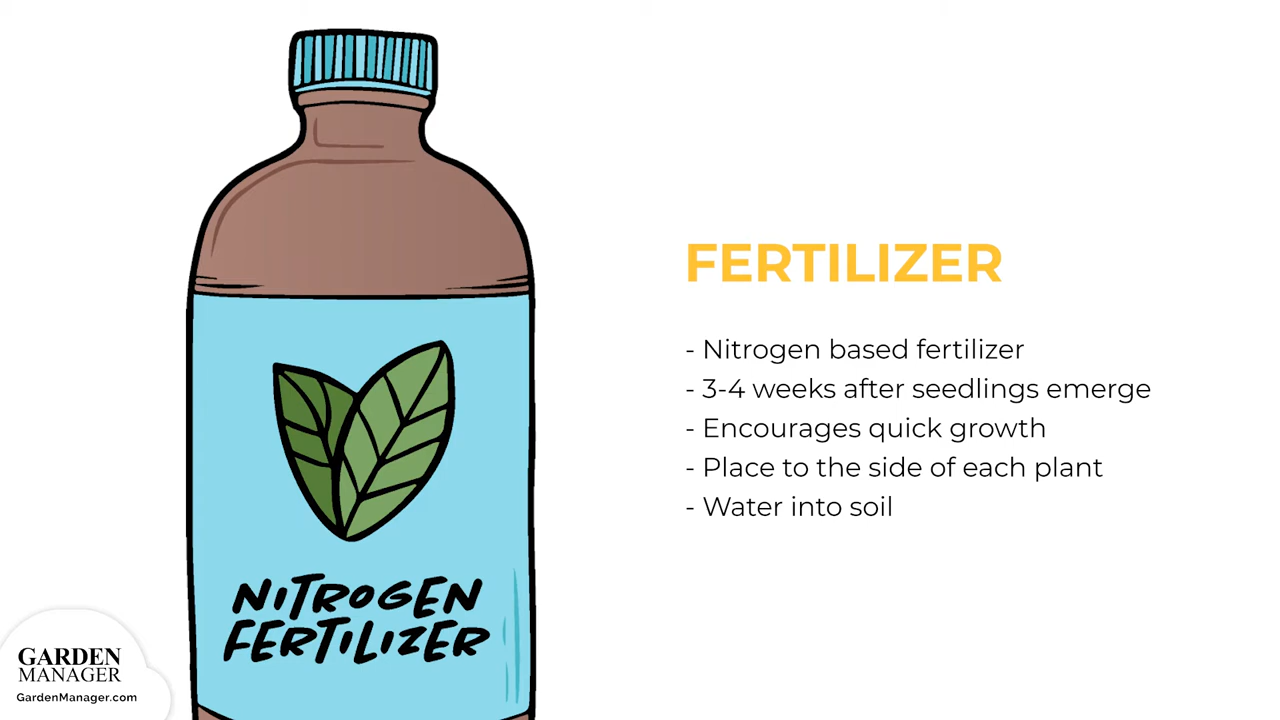 FERTILIZER
- Nitrogen based fertilizer
- 3-4 weeks after seedlings emerge
- Encourages quick growth
- Place to the side of each plant
- Water into soil
NITROGEN
FERTILIZER
GARDEN
MANAGER
GardenManager.com